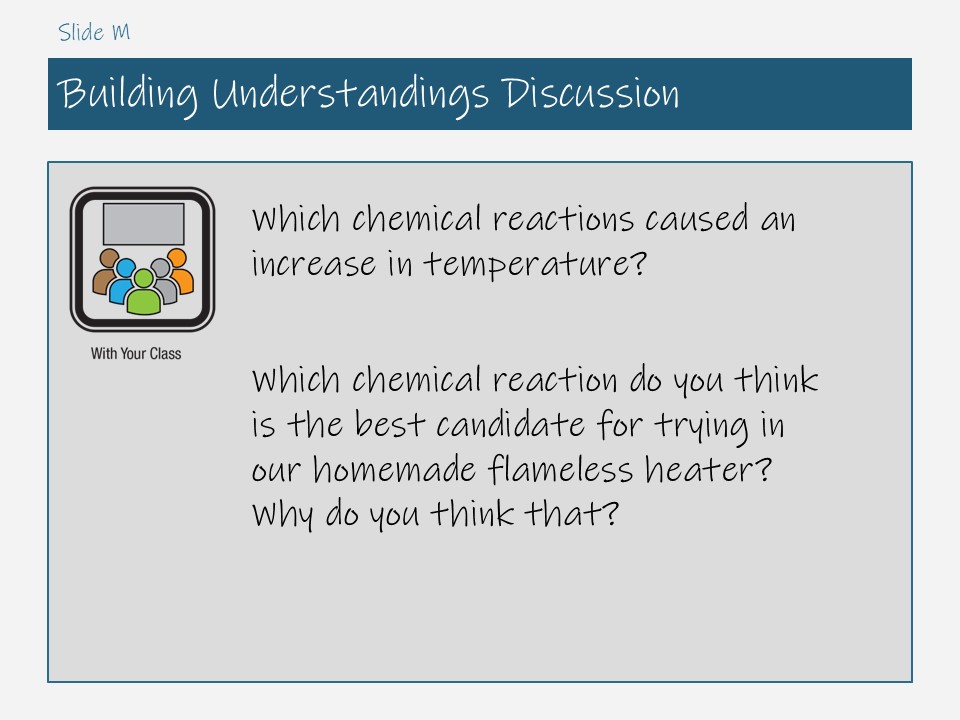 Slide M
Building Understandings Discussion
With Your Class
Which chemical reactions caused an
increase in temperature?
Which chemical reaction do you think
is the best candidate for trying in
our homemade flameless heater?
Why do you think that?